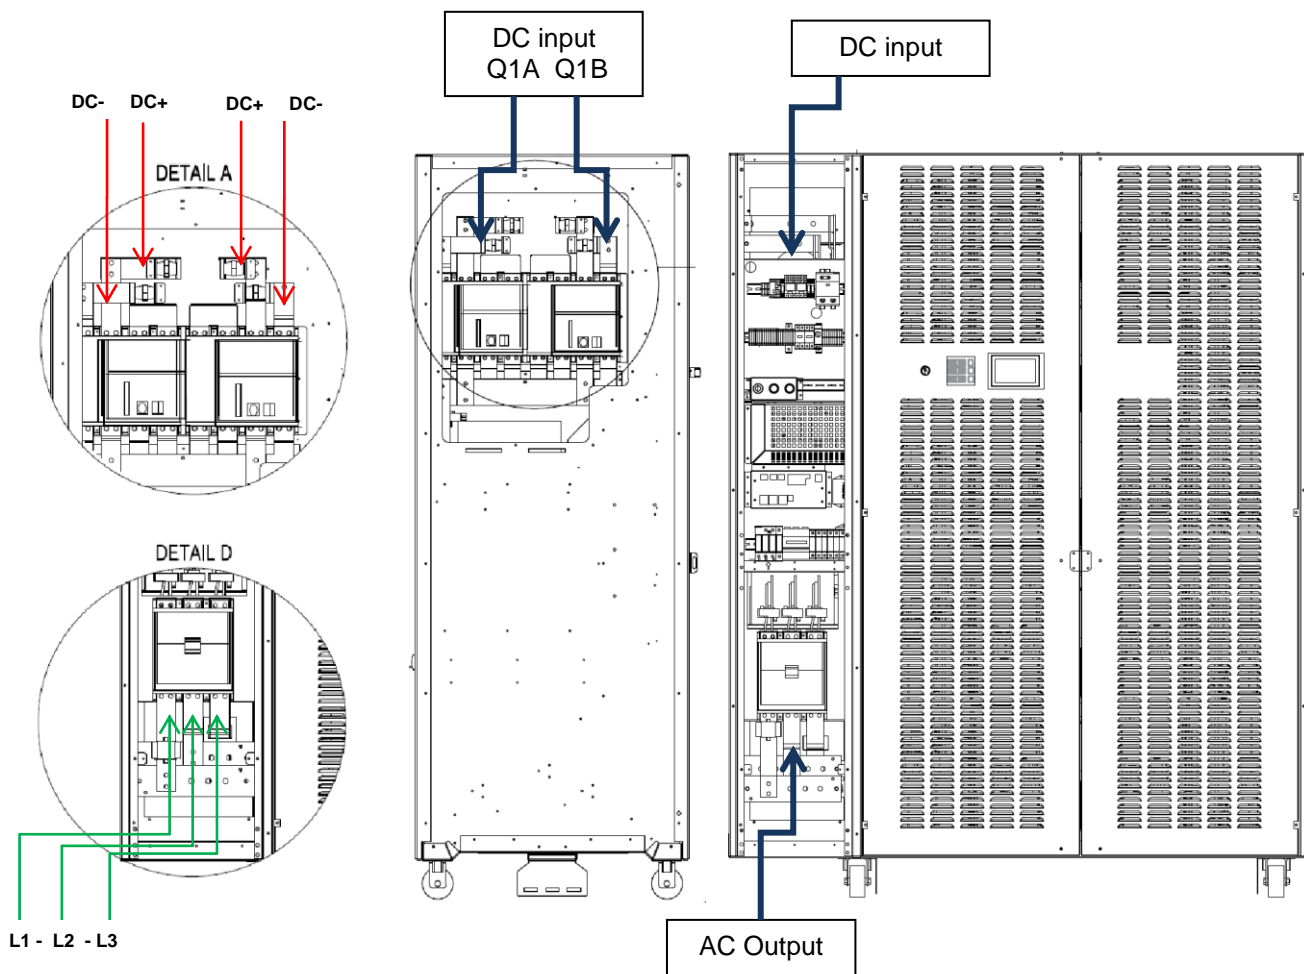 DC input
Q1A Q1B
DC input
DC- DC+ DC+ DC-
DETAIL A
DETAIL D
L1 - L2 - L3
AC Output